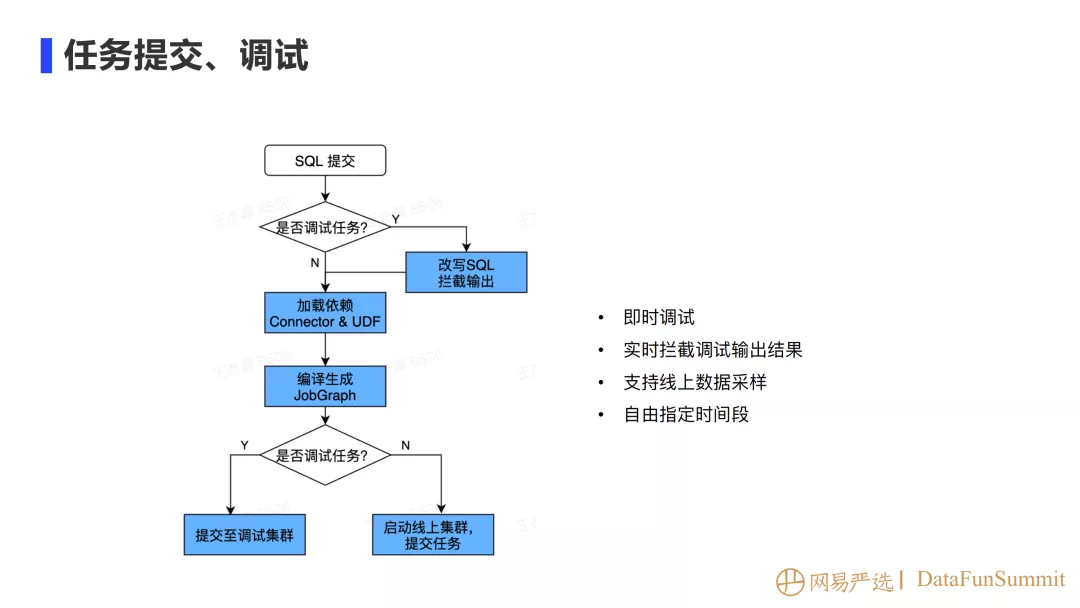 任务提交、调试
SQL 提交
是否调试任务?
Y
N
改写SQL
拦截输出
加载依赖
Connector & UDF
编译生成
JobGraph
Y
是否调试任务?
N
提交至调试集群
启动线上集群,
提交任务
• 即时调试
• 实时拦截调试输出结果
• 支持线上数据采样
• 自由指定时间段
网易严选 | DataFunSummit